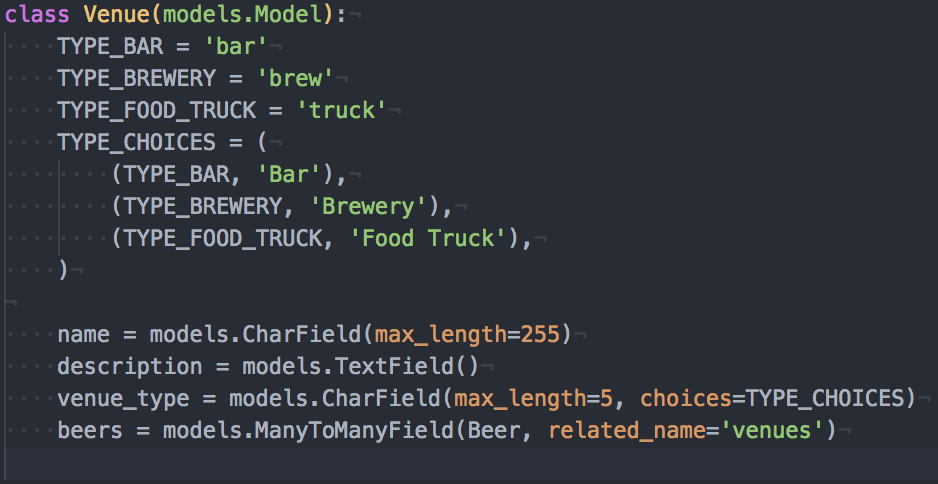 class Venue(models.Model):
    TYPE_BAR = 'bar'
    TYPE_BREWERY = 'brew'
    TYPE_FOOD_TRUCK = 'truck'
    TYPE_CHOICES = (
        (TYPE_BAR, 'Bar'),
        (TYPE_BREWERY, 'Brewery'),
        (TYPE_FOOD_TRUCK, 'Food Truck'),
    )

    name = models.CharField(max_length=255)
    description = models.TextField()
    venue_type = models.CharField(max_length=5, choices=TYPE_CHOICES)
    beers = models.ManyToManyField(Beer, related_name='venues')